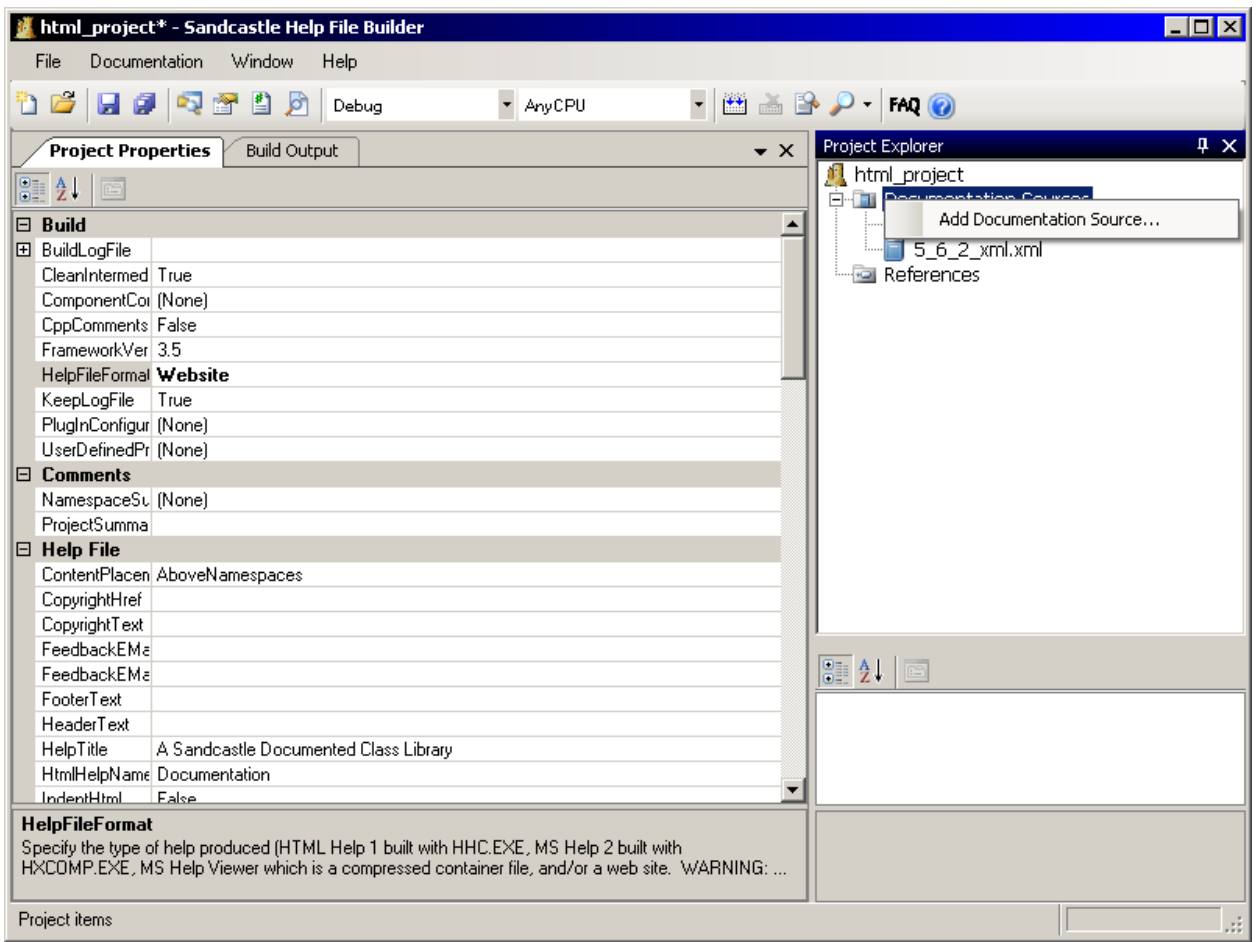 html_project* - Sandcastle Help File Builder
File Documentation Window Help
Debug AnyCPU FAQ
Project Properties Build Output
Build
BuildLogFile
CleanIntermed True
ComponentCor (None)
CppComments False
FrameworkVer 3.5
HelpFileFormat Website
KeepLogFile True
PlugInConfigur (None)
UserDefinedPr (None)
Comments
NamespaceSu (None)
ProjectSumma
Help File
ContentPlacen AboveNamespaces
CopyrightHref
CopyrightText
FeedbackEMa
FeedbackEMa
FooterText
HeaderText
HelpTitle A Sandcastle Documented Class Library
HtmlHelpName Documentation
IndentHtml False
HelpFileFormat
Specify the type of help produced (HTML Help 1 built with HHC.EXE, MS Help 2 built with
HXCOMP.EXE, MS Help Viewer which is a compressed container file, and/or a web site. WARNING: ...
Project Explorer
html_project
Documentation Sources
Add Documentation Source...
5_6_2_xml.xml
References
Project items